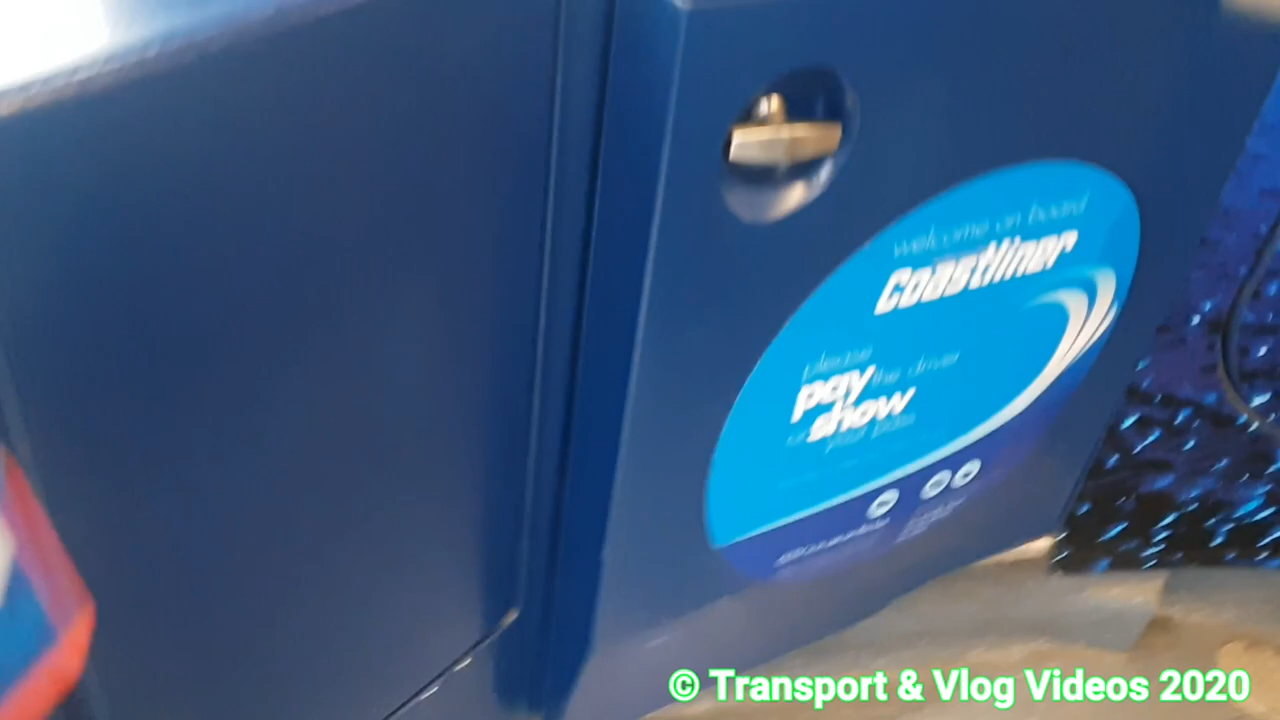 welcome on board
Coastliner
please
pay the driver
or show
your pass
© Transport & Vlog Videos 2020